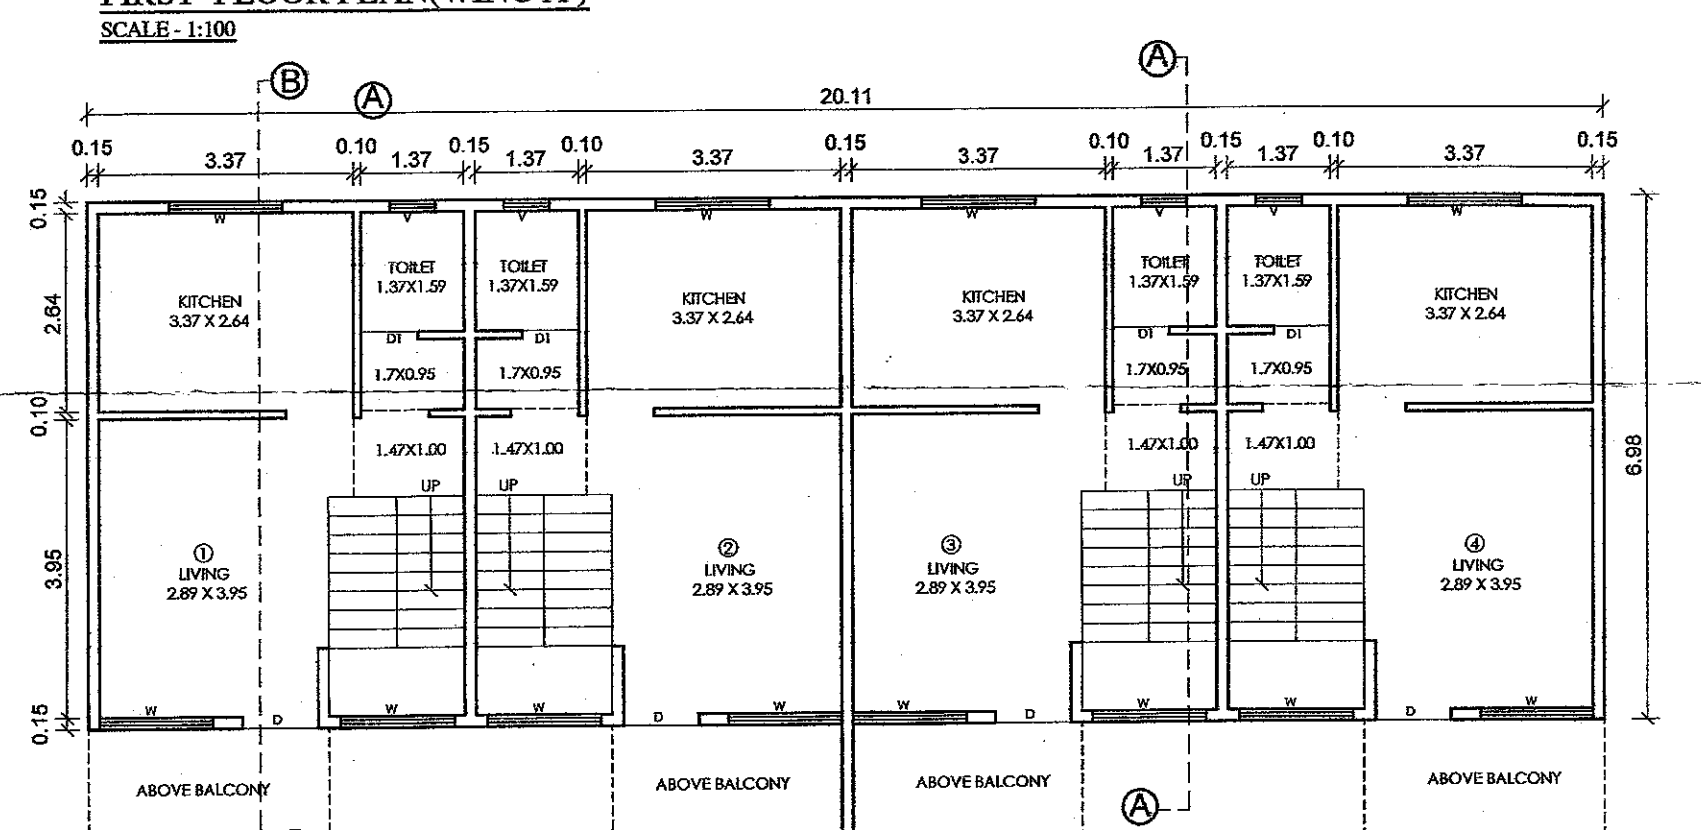 FIRST FLOOR PLAN(WING 'A')
SCALE - 1:100
B
A
A
20.11
0.15 3.37 0.10 1.37 0.15 1.37 0.10 3.37 0.15 3.37 0.10 1.37 0.15 1.37 0.10 3.37 0.15
0.15
2.64
0.10
3.95
0.15
6.98
W V V W W V V W
KITCHEN
3.37 X 2.64
TOILET
1.37X1.59
TOILET
1.37X1.59
KITCHEN
3.37 X 2.64
KITCHEN
3.37 X 2.64
TOILET
1.37X1.59
TOILET
1.37X1.59
KITCHEN
3.37 X 2.64
D1 D1 D1 D1
1.7X0.95 1.7X0.95 1.7X0.95 1.7X0.95
1.47X1.00 1.47X1.00 1.47X1.00 1.47X1.00
UP UP UP UP
1
LIVING
2.89 X 3.95
2
LIVING
2.89 X 3.95
3
LIVING
2.89 X 3.95
4
LIVING
2.89 X 3.95
W D W W D W W D W W D W
ABOVE BALCONY ABOVE BALCONY ABOVE BALCONY ABOVE BALCONY
A